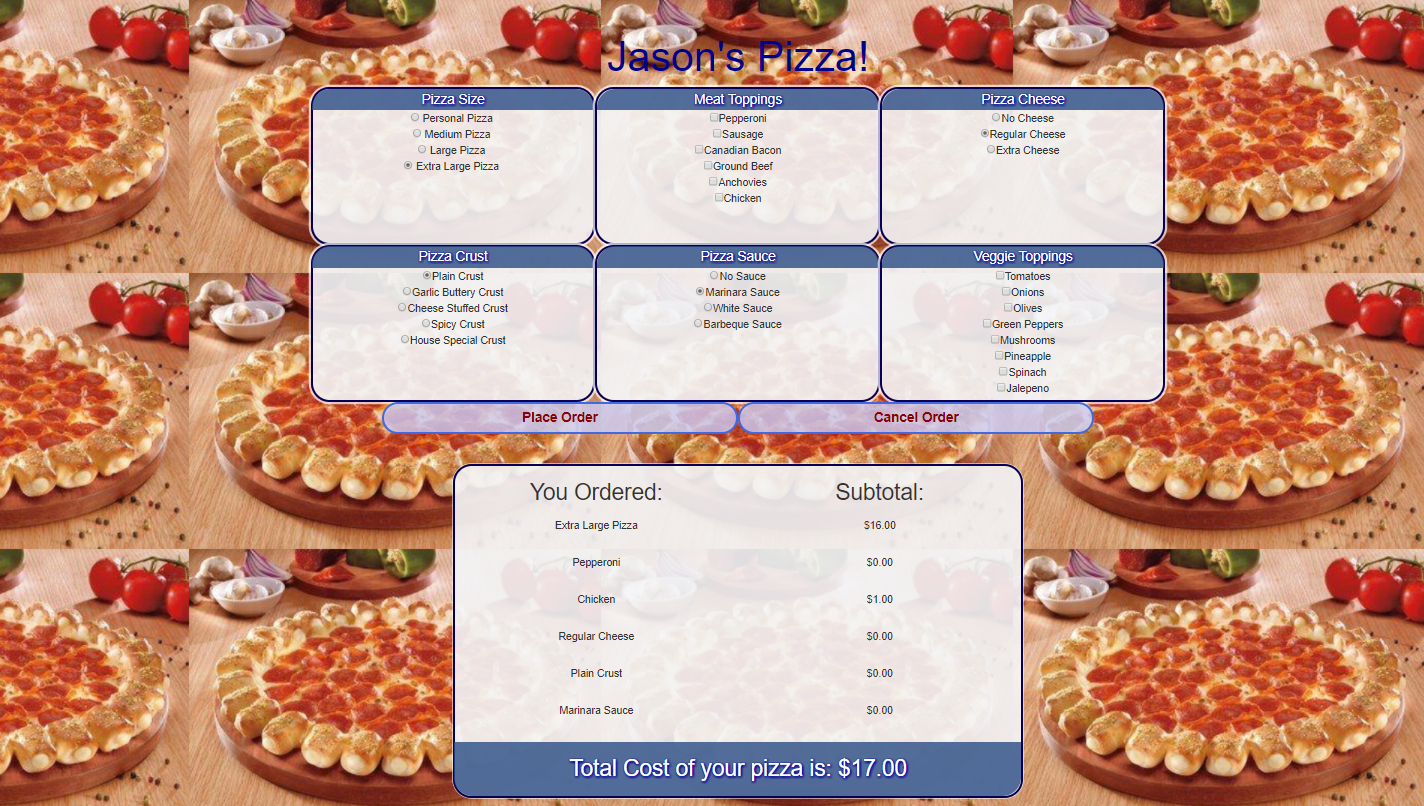 Jason's Pizza!
Pizza Size
Personal Pizza
Medium Pizza
Large Pizza
Extra Large Pizza
Meat Toppings
Pepperoni
Sausage
Canadian Bacon
Ground Beef
Anchovies
Chicken
Pizza Cheese
No Cheese
Regular Cheese
Extra Cheese
Pizza Crust
Plain Crust
Garlic Buttery Crust
Cheese Stuffed Crust
Spicy Crust
House Special Crust
Pizza Sauce
No Sauce
Marinara Sauce
White Sauce
Barbeque Sauce
Veggie Toppings
Tomatoes
Onions
Olives
Green Peppers
Mushrooms
Pineapple
Spinach
Jalepeno
Place Order Cancel Order
You Ordered: Subtotal:
Extra Large Pizza $16.00
Pepperoni $0.00
Chicken $1.00
Regular Cheese $0.00
Plain Crust $0.00
Marinara Sauce $0.00
Total Cost of your pizza is: $17.00